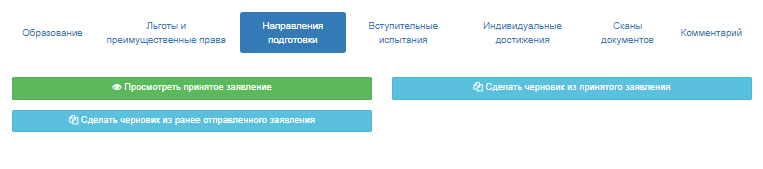 Образование
Льготы и
преимущественные права
Направления
подготовки
Вступительные
испытания
Индивидуальные
достижения
Сканы
документов
Комментарий
Просмотреть принятое заявление
Сделать черновик из принятого заявления
Сделать черновик из ранее отправленного заявления